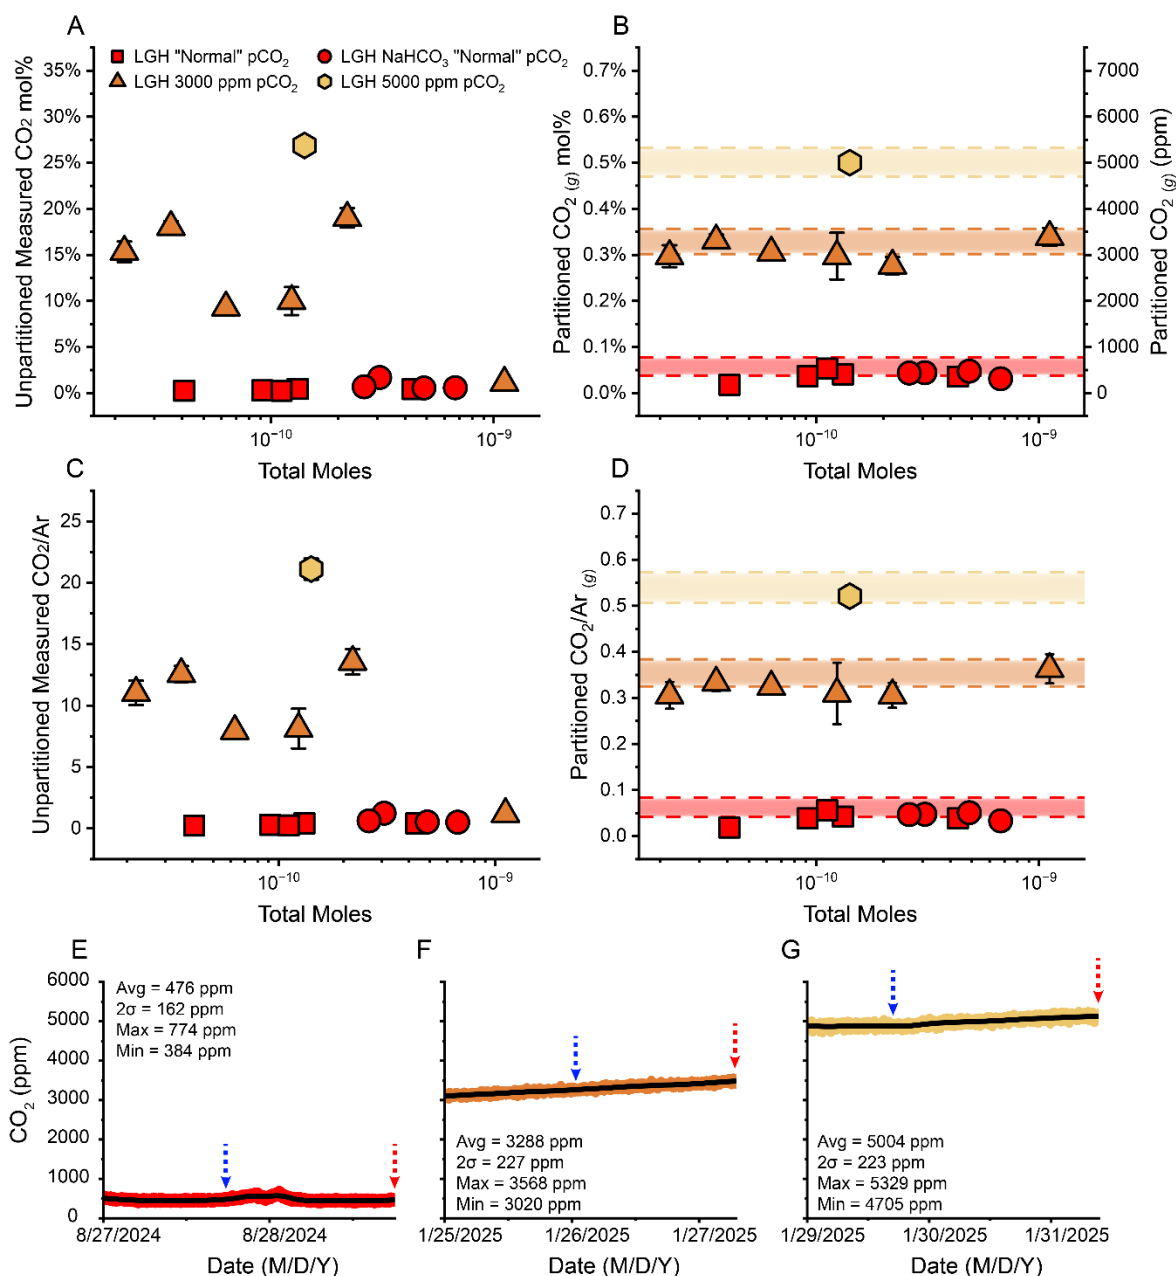 A
LGH "Normal" pCO₂
LGH NaHCO₃ "Normal" pCO₂
LGH 3000 ppm pCO₂
LGH 5000 ppm pCO₂
35%
30%
25%
20%
15%
10%
5%
0%
Unpartitioned Measured CO₂ mol%
10⁻¹⁰
10⁻⁹
Total Moles
B
0.7%
0.6%
0.5%
0.4%
0.3%
0.2%
0.1%
0.0%
Partitioned CO₂ (g) mol%
7000
6000
5000
4000
3000
2000
1000
0
Partitioned CO₂ (g) (ppm)
10⁻¹⁰
10⁻⁹
Total Moles
C
25
20
15
10
5
0
Unpartitioned Measured CO₂/Ar
10⁻¹⁰
10⁻⁹
Total Moles
D
0.7
0.6
0.5
0.4
0.3
0.2
0.1
0.0
Partitioned CO₂/Ar (g)
10⁻¹⁰
10⁻⁹
Total Moles
E
6000
5000
4000
3000
2000
1000
0
CO₂ (ppm)
Avg = 476 ppm
2σ = 162 ppm
Max = 774 ppm
Min = 384 ppm
8/27/2024
8/28/2024
Date (M/D/Y)
F
Avg = 3288 ppm
2σ = 227 ppm
Max = 3568 ppm
Min = 3020 ppm
1/25/2025
1/26/2025
1/27/2025
Date (M/D/Y)
G
Avg = 5004 ppm
2σ = 223 ppm
Max = 5329 ppm
Min = 4705 ppm
1/29/2025
1/30/2025
1/31/2025
Date (M/D/Y)